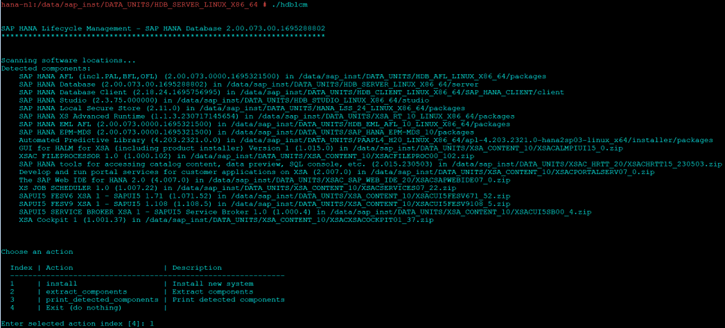 hana-n1:/data/sap_inst/DATA_UNITS/HDB_SERVER_LINUX_X86_64 # ./hdblcm
SAP HANA Lifecycle Management - SAP HANA Database 2.00.073.00.1695288802
************************************************************************
Scanning software locations...
Detected components:
SAP HANA AFL (incl.PAL,BFL,OFL) (2.00.073.0000.1695321500) in /data/sap_inst/DATA_UNITS/HDB_AFL_LINUX_X86_64/packages
SAP HANA Database (2.00.073.00.1695288802) in /data/sap_inst/DATA_UNITS/HDB_SERVER_LINUX_X86_64/server
SAP HANA Database Client (2.18.24.1695756995) in /data/sap_inst/DATA_UNITS/HDB_CLIENT_LINUX_X86_64/SAP_HANA_CLIENT/client
SAP HANA Studio (2.3.75.000000) in /data/sap_inst/DATA_UNITS/HDB_STUDIO_LINUX_X86_64/studio
SAP HANA Local Secure Store (2.11.0) in /data/sap_inst/DATA_UNITS/HANA_LSS_24_LINUX_X86_64/packages
SAP HANA XS Advanced Runtime (1.1.3.230717145654) in /data/sap_inst/DATA_UNITS/XSA_RT_10_LINUX_X86_64/packages
SAP HANA EML AFL (2.00.073.0000.1695321500) in /data/sap_inst/DATA_UNITS/HDB_EML_AFL_10_LINUX_X86_64/packages
SAP HANA EPM-MDS (2.00.073.0000.1695321500) in /data/sap_inst/DATA_UNITS/SAP_HANA_EPM-MDS_10/packages
Automated Predictive Library (4.203.2321.0.0) in /data/sap_inst/DATA_UNITS/PAAPL4_H20_LINUX_X86_64/apl-4.203.2321.0-hana2sp03-linux_x64/installer/packages
GUI for HALM for XSA (including product installer) Version 1 (1.015.0) in /data/sap_inst/DATA_UNITS/XSA_CONTENT_10/XSACALMPIUI15_0.zip
XSAC FILEPROCESSOR 1.0 (1.000.102) in /data/sap_inst/DATA_UNITS/XSA_CONTENT_10/XSACFILEPROC00_102.zip
SAP HANA tools for accessing catalog content, data preview, SQL console, etc. (2.015.230503) in /data/sap_inst/DATA_UNITS/XSAC_HRTT_20/XSACHRTT15_230503.zip
Develop and run portal services for customer applications on XSA (2.007.0) in /data/sap_inst/DATA_UNITS/XSA_CONTENT_10/XSACPORTALSERV07_0.zip
The SAP Web IDE for HANA 2.0 (4.007.0) in /data/sap_inst/DATA_UNITS/XSAC_SAP_WEB_IDE_20/XSACSAPWEBIDE07_0.zip
XS JOB SCHEDULER 1.0 (1.007.22) in /data/sap_inst/DATA_UNITS/XSA_CONTENT_10/XSACSERVICES07_22.zip
SAPUI5 FESV6 XSA 1 - SAPUI5 1.71 (1.071.52) in /data/sap_inst/DATA_UNITS/XSA_CONTENT_10/XSACUI5FESV671_52.zip
SAPUI5 FESV9 XSA 1 - SAPUI5 1.108 (1.108.5) in /data/sap_inst/DATA_UNITS/XSA_CONTENT_10/XSACUI5FESV9108_5.zip
SAPUI5 SERVICE BROKER XSA 1 - SAPUI5 Service Broker 1.0 (1.000.4) in /data/sap_inst/DATA_UNITS/XSA_CONTENT_10/XSACUI5SB00_4.zip
XSA Cockpit 1 (1.001.37) in /data/sap_inst/DATA_UNITS/XSA_CONTENT_10/XSACXSACOCKPIT01_37.zip
Choose an action
Index | Action | Description
-------------------------------------------------------------
1 | install | Install new system
2 | extract_components | Extract components
3 | print_detected_components | Print detected components
4 | Exit (do nothing) |
Enter selected action index [4]: 1